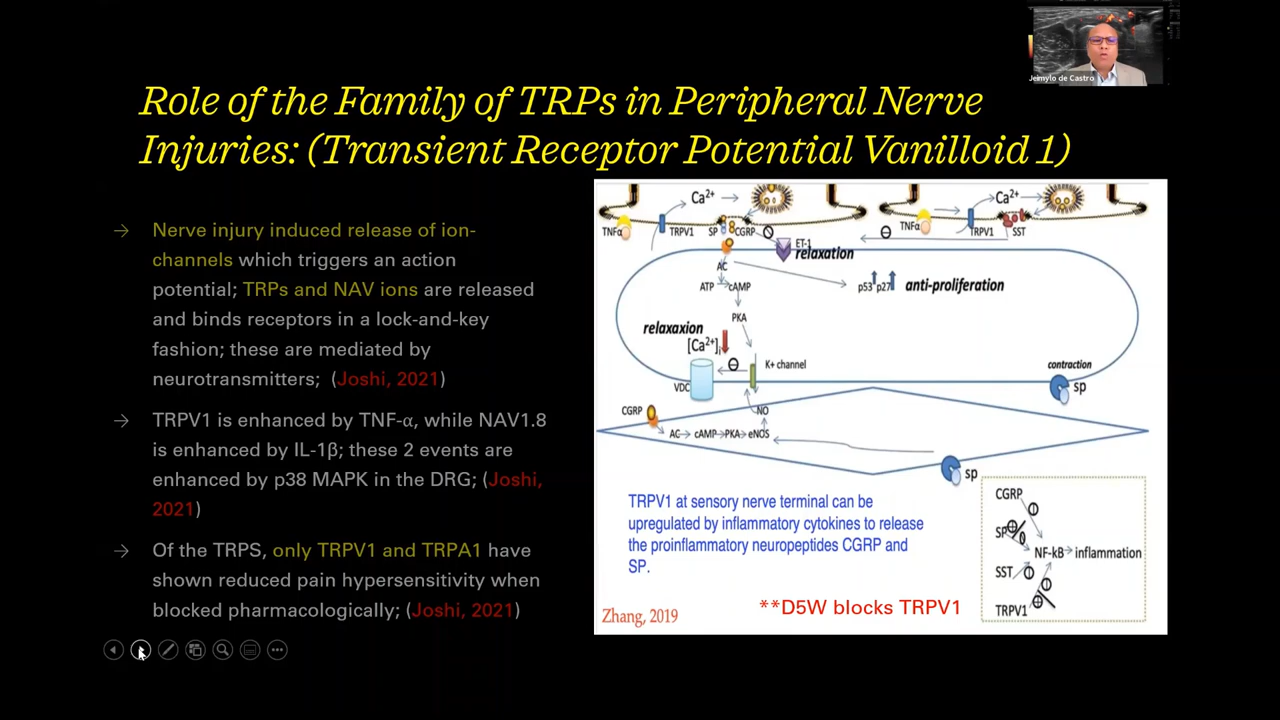 Jeimylo de Castro
Role of the Family of TRPs in Peripheral Nerve
Injuries: (Transient Receptor Potential Vanilloid 1)
→ Nerve injury induced release of ion-
channels which triggers an action
potential; TRPs and NAV ions are released
and binds receptors in a lock-and-key
fashion; these are mediated by
neurotransmitters; (Joshi, 2021)
→ TRPV1 is enhanced by TNF-α, while NAV1.8
is enhanced by IL-1β; these 2 events are
enhanced by p38 MAPK in the DRG; (Joshi,
2021)
→ Of the TRPS, only TRPV1 and TRPA1 have
shown reduced pain hypersensitivity when
blocked pharmacologically; (Joshi, 2021)
Ca²⁺ Ca²⁺
TNFα TRPV1 SP CGRP TNFα TRPV1 SST
ET-1
relaxation
AC
ATP cAMP p53 p27 anti-proliferation
PKA
relaxaxion
[Ca²⁺]i
K+ channel contraction
VDC sp
CGRP NO
AC→ cAMP→PKA→eNOS
sp
TRPV1 at sensory nerve terminal can be
upregulated by inflammatory cytokines to release
the proinflammatory neuropeptides CGRP and
SP.
CGRP
SP
NF-kB→ inflammation
SST
TRPV1
**D5W blocks TRPV1
Zhang, 2019